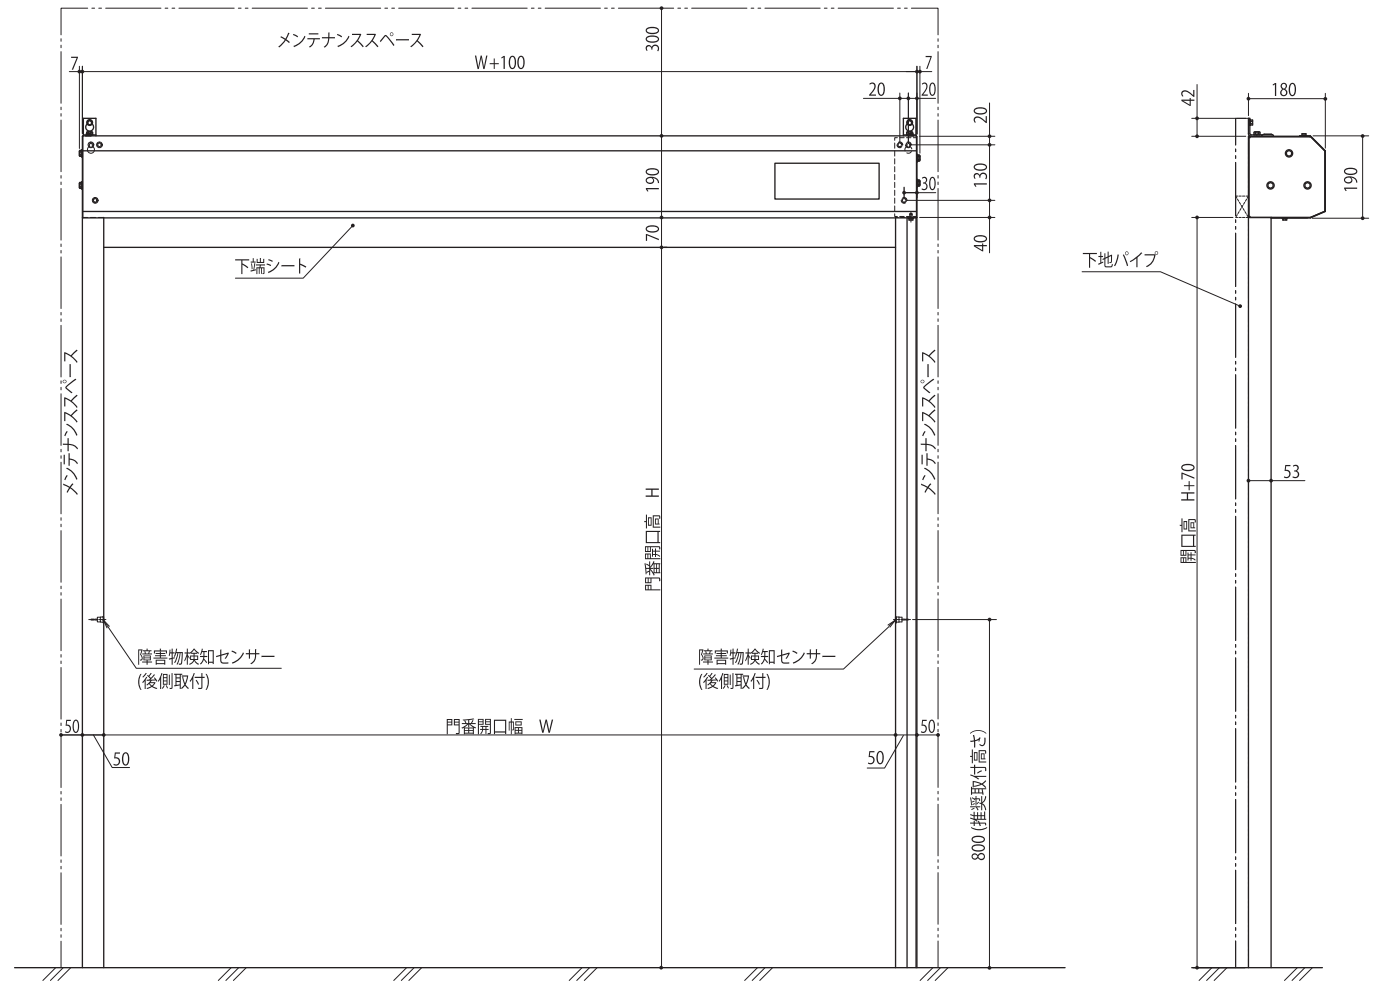 メンテナンススペース
300
7
W+100
7
20
20
20
190
130
30
70
40
下端シート
メンテナンススペース
メンテナンススペース
門番開口高 H
障害物検知センサー
(後側取付)
障害物検知センサー
(後側取付)
50
門番開口幅 W
50
50
50
800 (推奨取付高さ)
42
180
190
下地パイプ
開口高 H+70
53